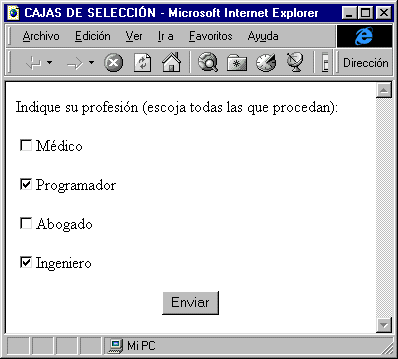 CAJAS DE SELECCIÓN - Microsoft Internet Explorer
Archivo Edición Ver Ir a Favoritos Ayuda
Dirección
Indique su profesión (escoja todas las que procedan):
Médico
Programador
Abogado
Ingeniero
Enviar
Mi PC